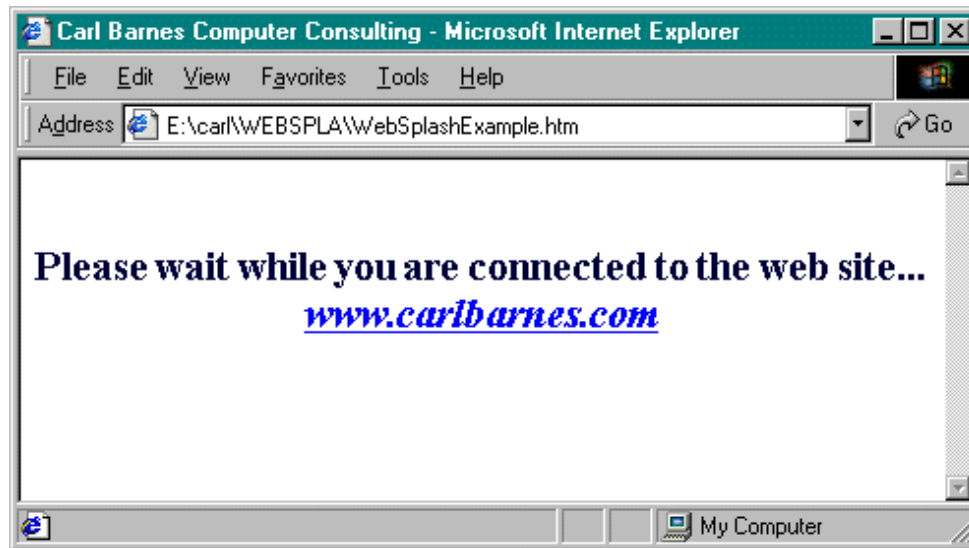 Carl Barnes Computer Consulting - Microsoft Internet Explorer
File Edit View Favorites Tools Help
Address E:\carl\WEBSPLA\WebSplashExample.htm Go
Please wait while you are connected to the web site...
www.carlbarnes.com
My Computer